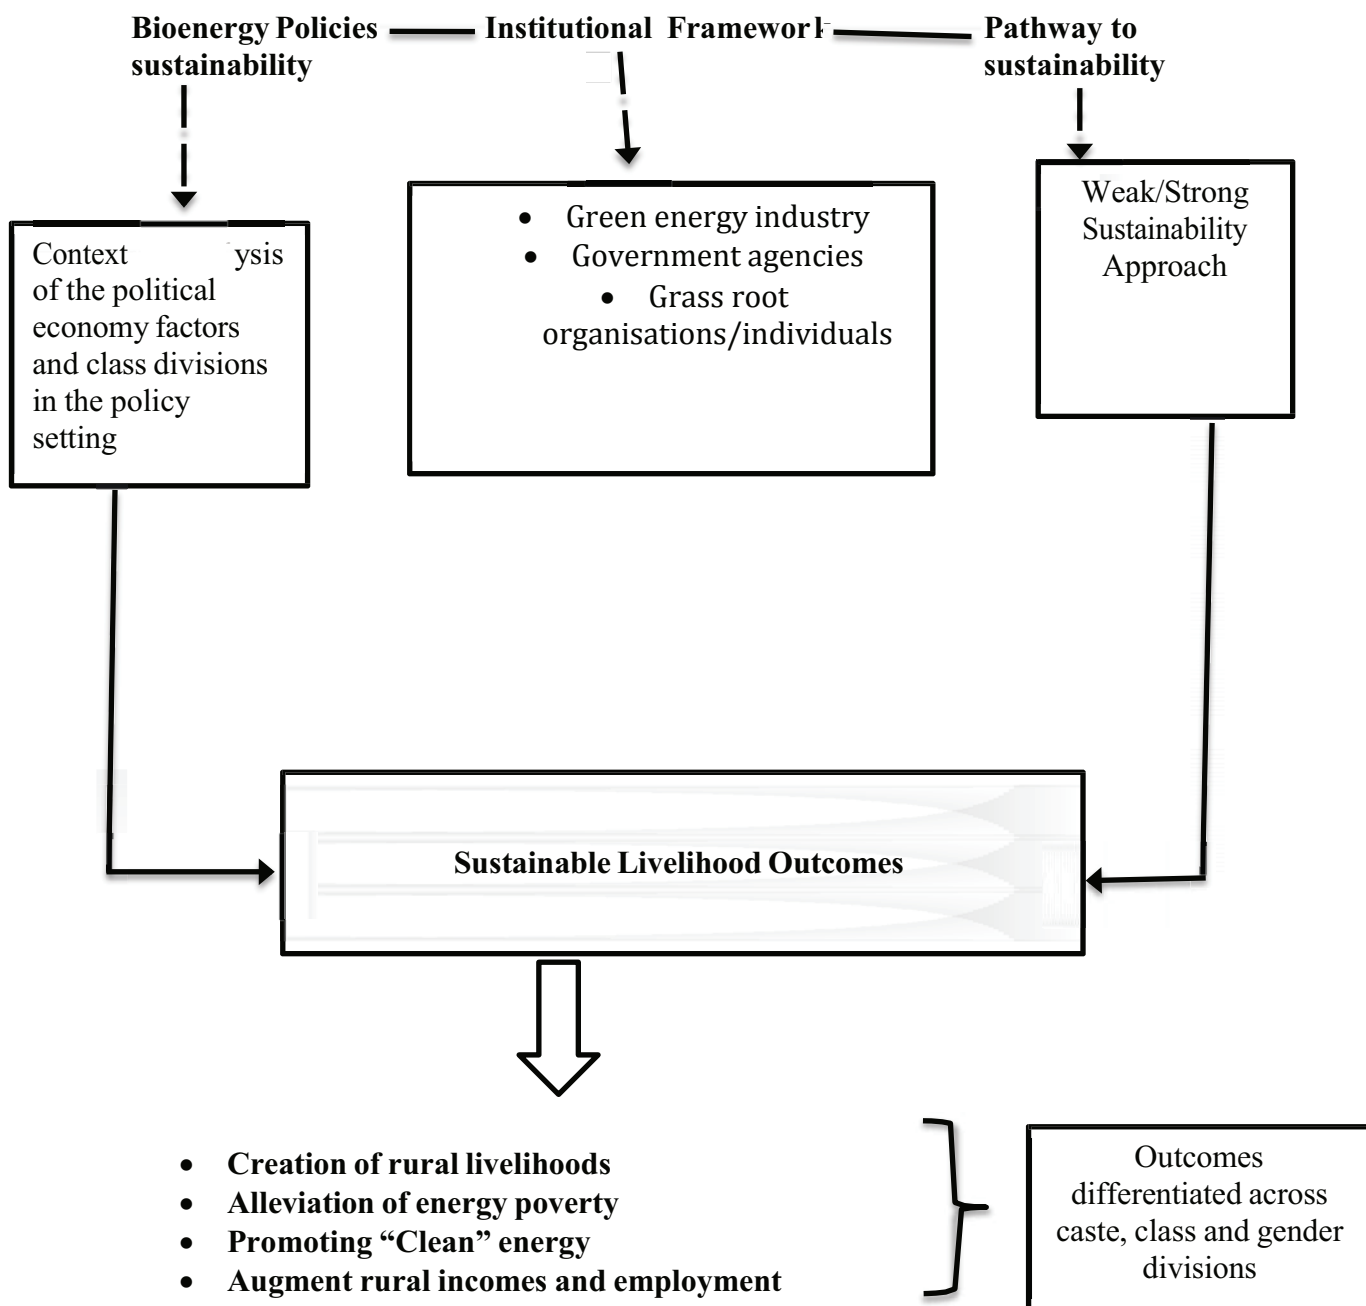 Bioenergy Policies
sustainability
Institutional Framework
Pathway to
sustainability
Context ysis
of the political
economy factors
and class divisions
in the policy
setting
• Green energy industry
• Government agencies
• Grass root
organisations/individuals
Weak/Strong
Sustainability
Approach
Sustainable Livelihood Outcomes
• Creation of rural livelihoods
• Alleviation of energy poverty
• Promoting “Clean” energy
• Augment rural incomes and employment
Outcomes
differentiated across
caste, class and gender
divisions